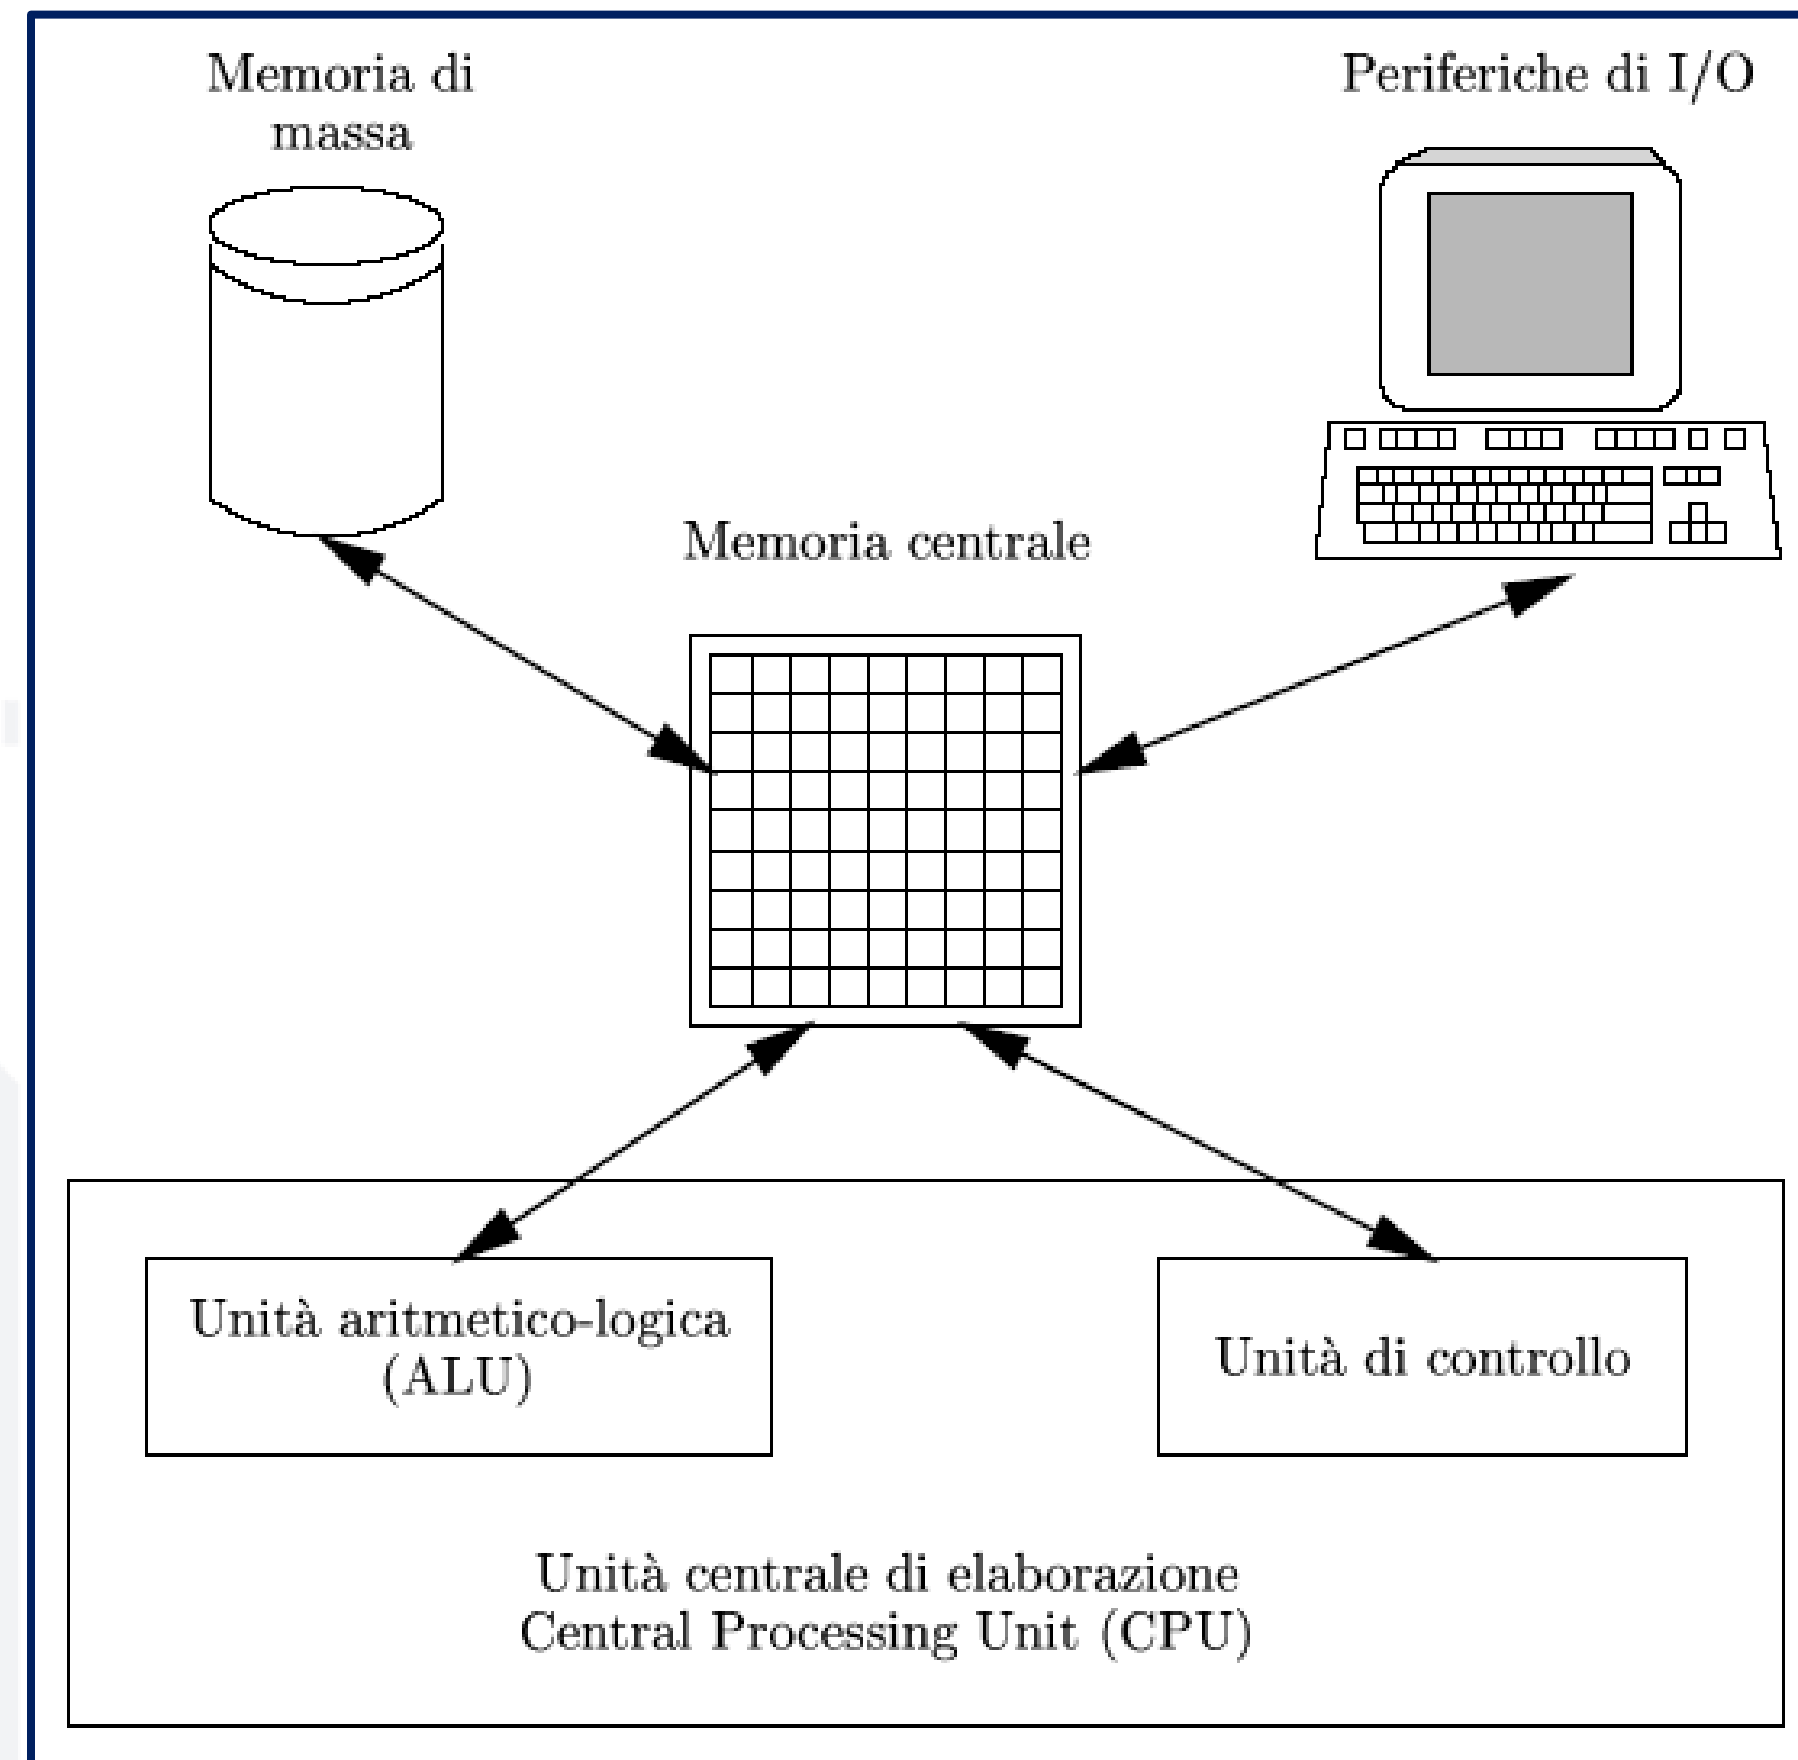 Memoria di
massa
Periferiche di I/O
Memoria centrale
Unità aritmetico-logica
(ALU)
Unità di controllo
Unità centrale di elaborazione
Central Processing Unit (CPU)